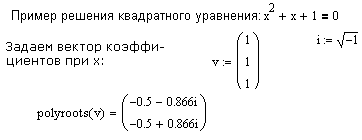 Пример решения квадратного уравнения: x² + x + 1 = 0
Задаем вектор коэффи-
циентов при x:
v := (1 1 1)
i := √-1
polyroots(v) = (-0.5 - 0.866i
-0.5 + 0.866i)